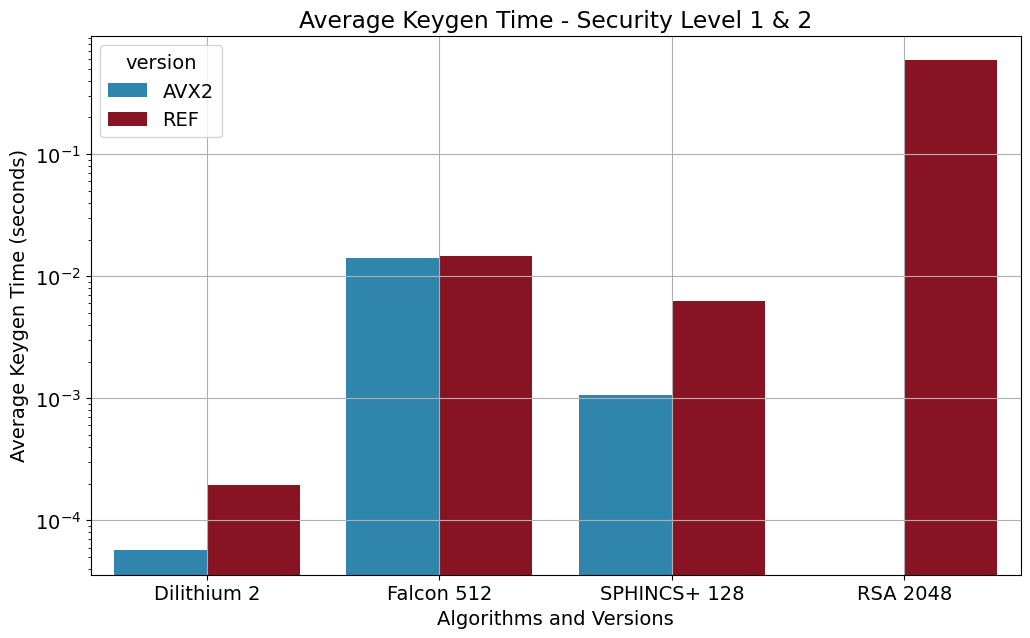 Average Keygen Time - Security Level 1 & 2
version
AVX2
REF
Average Keygen Time (seconds)
10⁻¹
10⁻²
10⁻³
10⁻⁴
Dilithium 2
Falcon 512
SPHINCS+ 128
RSA 2048
Algorithms and Versions